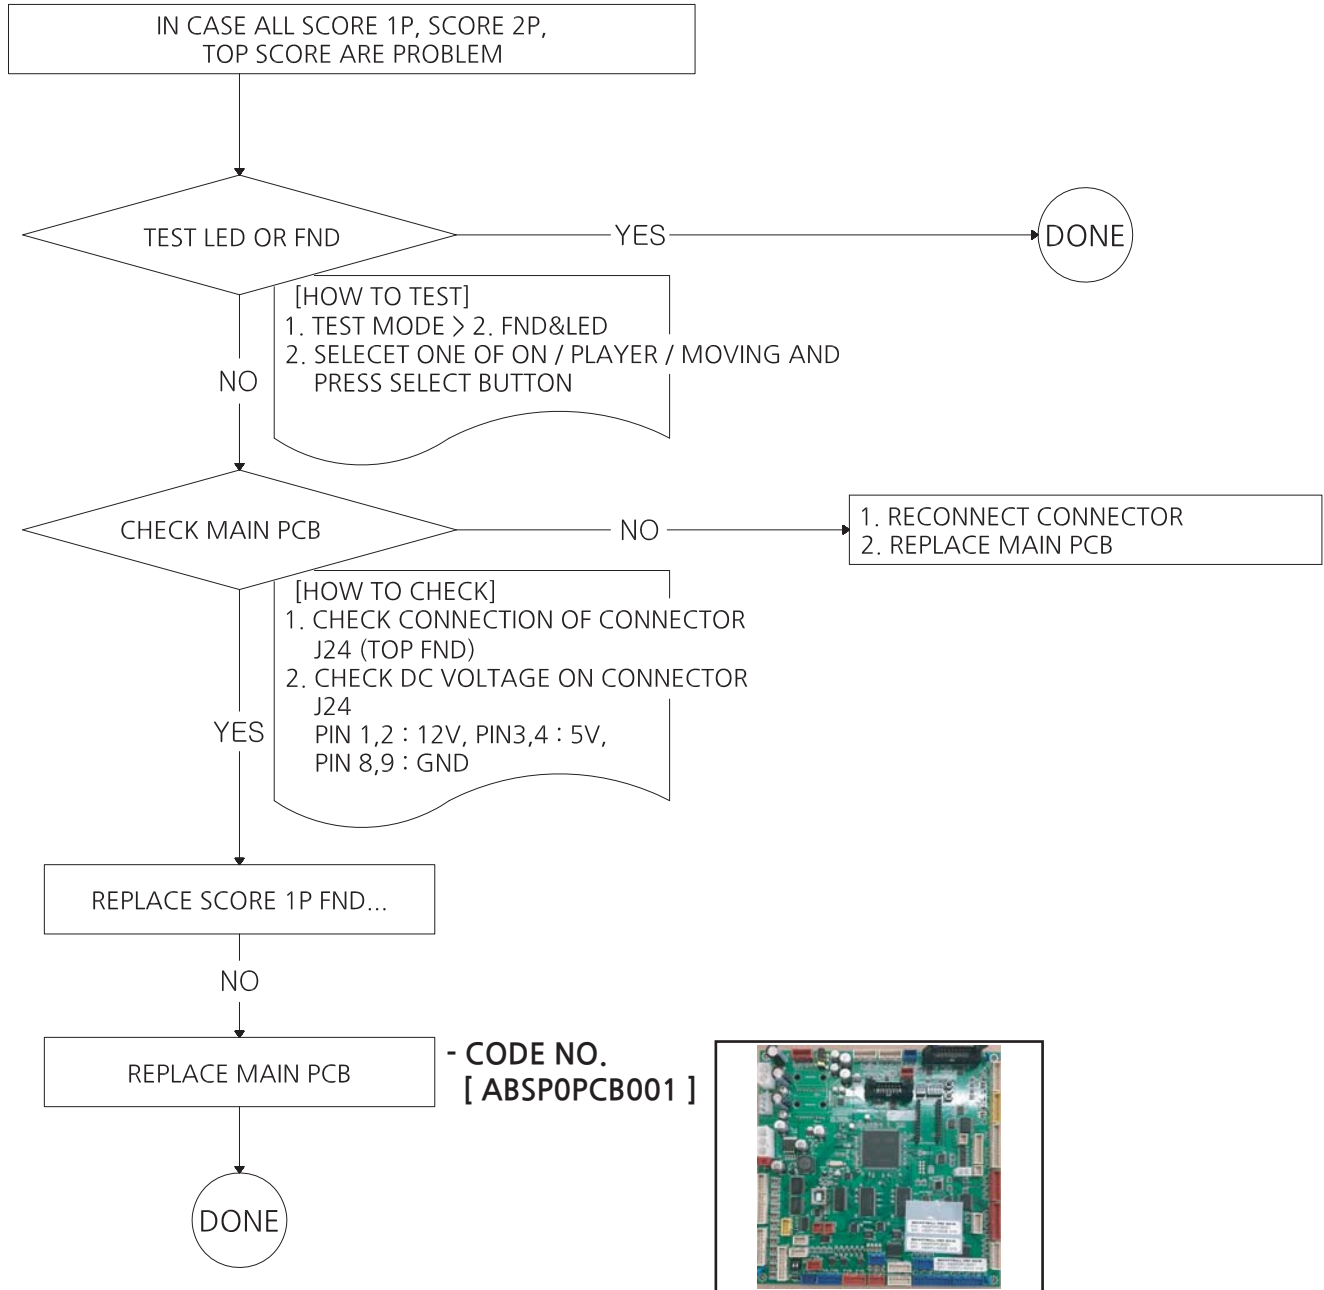 IN CASE ALL SCORE 1P, SCORE 2P,
TOP SCORE ARE PROBLEM
TEST LED OR FND
YES
DONE
[HOW TO TEST]
1. TEST MODE > 2. FND&LED
2. SELECET ONE OF ON / PLAYER / MOVING AND
PRESS SELECT BUTTON
NO
CHECK MAIN PCB
NO
1. RECONNECT CONNECTOR
2. REPLACE MAIN PCB
[HOW TO CHECK]
1. CHECK CONNECTION OF CONNECTOR
J24 (TOP FND)
2. CHECK DC VOLTAGE ON CONNECTOR
J24
PIN 1,2 : 12V, PIN3,4 : 5V,
PIN 8,9 : GND
YES
REPLACE SCORE 1P FND...
NO
REPLACE MAIN PCB
- CODE NO.
[ ABSP0PCB001 ]
DONE